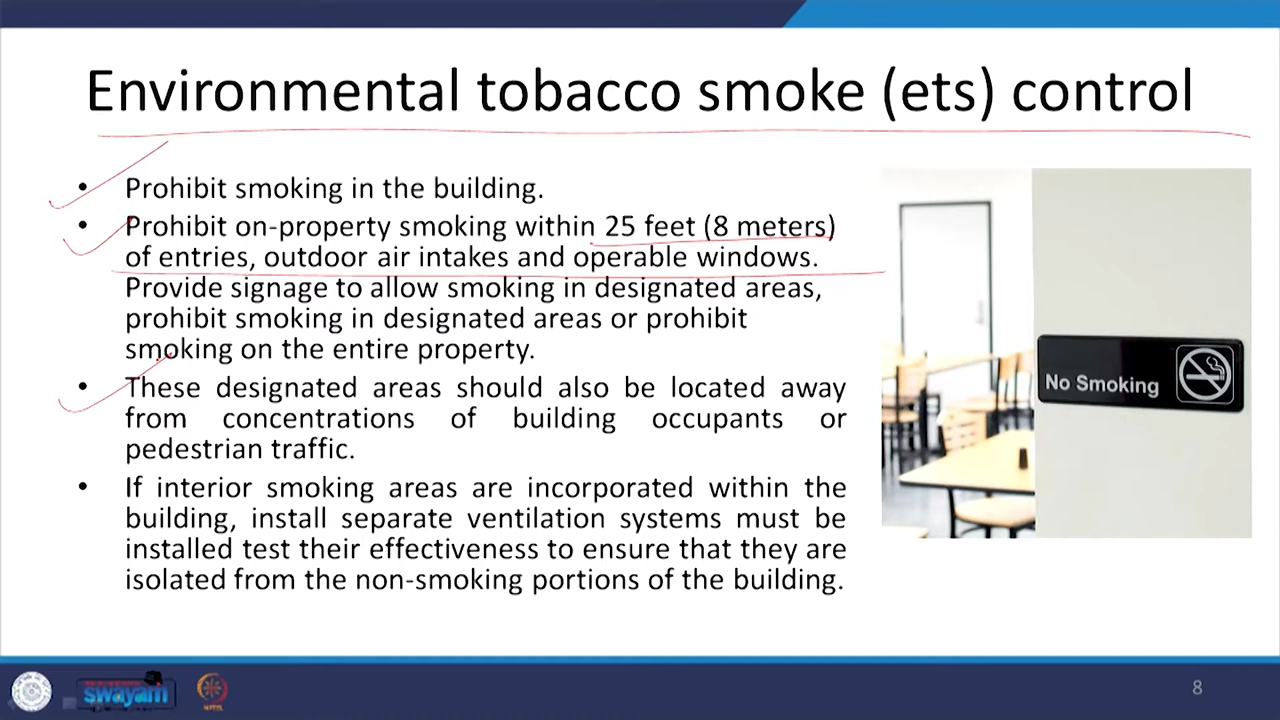 Environmental tobacco smoke (ets) control
• Prohibit smoking in the building.
• Prohibit on-property smoking within 25 feet (8 meters)
of entries, outdoor air intakes and operable windows.
Provide signage to allow smoking in designated areas,
prohibit smoking in designated areas or prohibit
smoking on the entire property.
• These designated areas should also be located away
from concentrations of building occupants or
pedestrian traffic.
• If interior smoking areas are incorporated within the
building, install separate ventilation systems must be
installed test their effectiveness to ensure that they are
isolated from the non-smoking portions of the building.
No Smoking
swayam
NPTEL
8